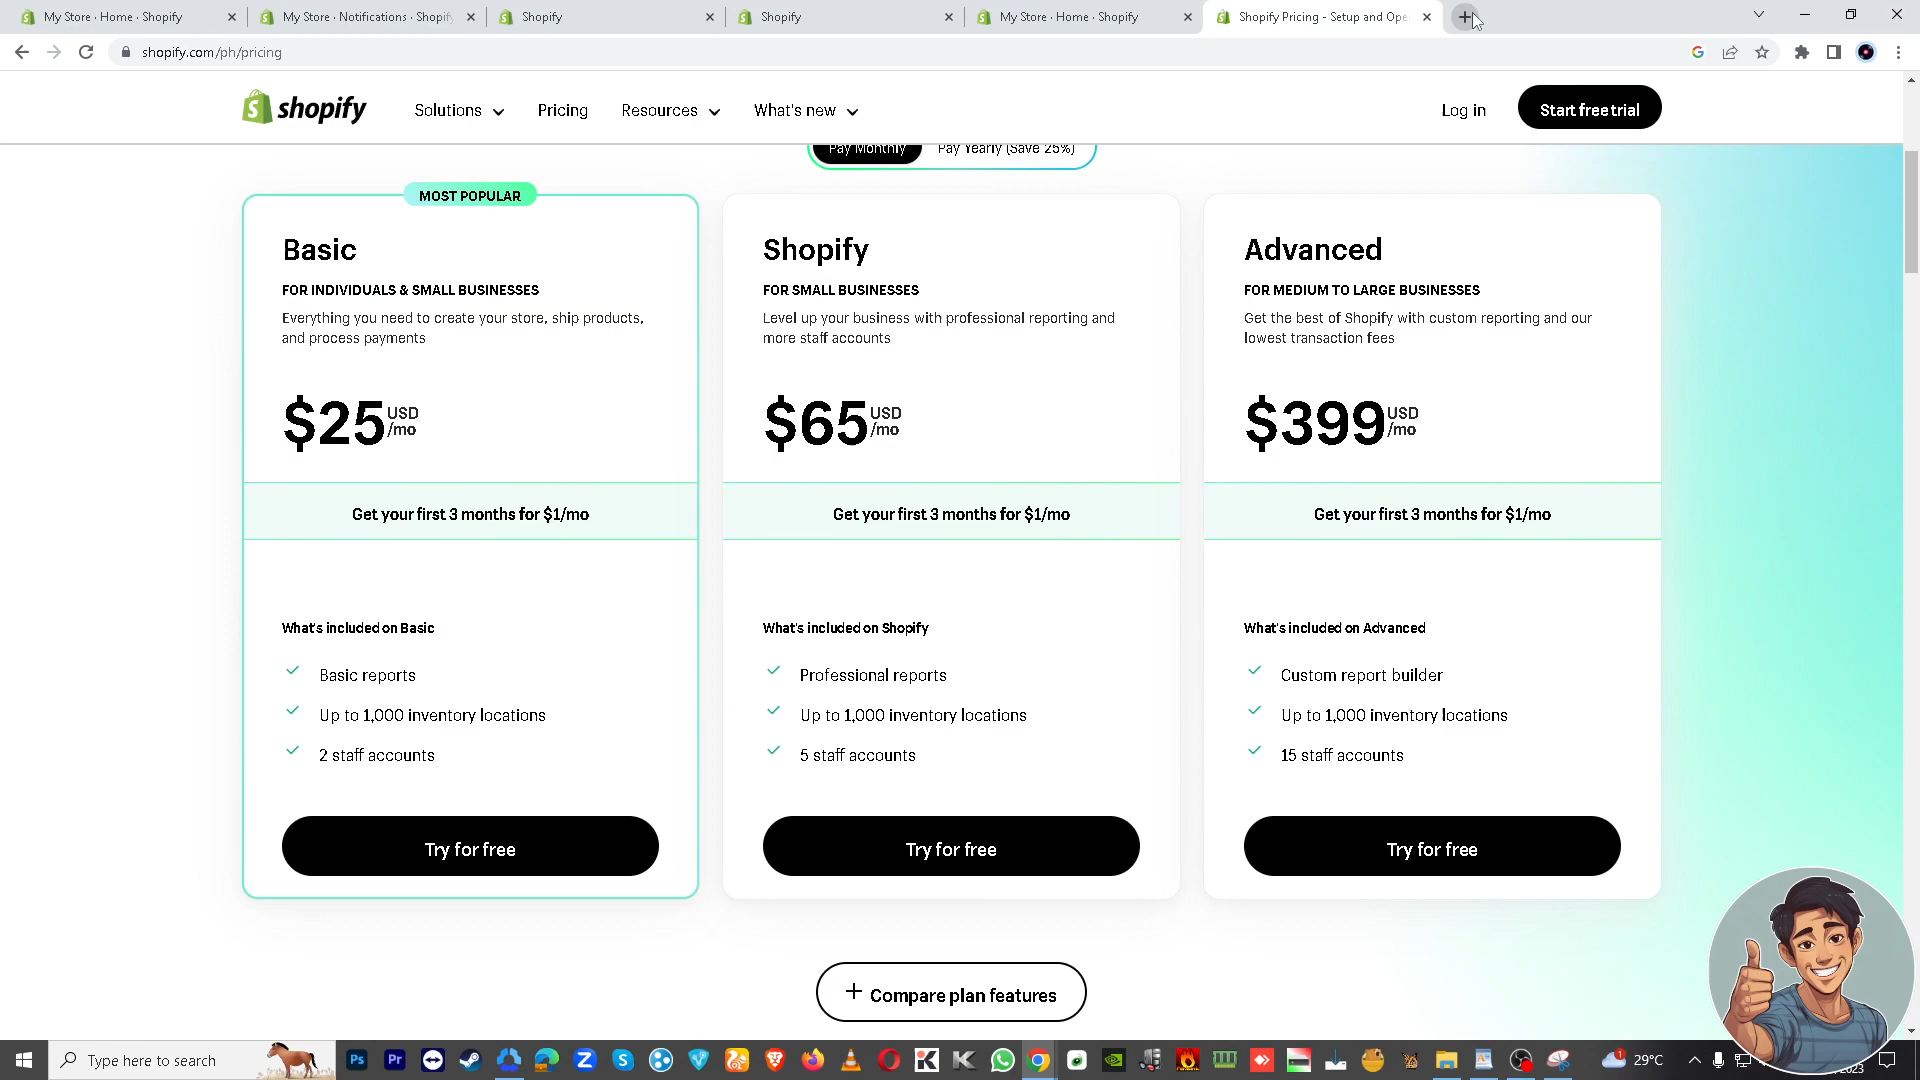 My Store · Home · Shopify
My Store · Notifications · Shopify
Shopify
Shopify
My Store · Home · Shopify
Shopify Pricing - Setup and Ope
shopify.com/ph/pricing
shopify
Solutions
Pricing
Resources
What's new
Log in
Start free trial
Pay Monthly
Pay Yearly (Save 25%)
MOST POPULAR
Basic
FOR INDIVIDUALS & SMALL BUSINESSES
Everything you need to create your store, ship products,
and process payments
$25 USD
/mo
Get your first 3 months for $1/mo
What's included on Basic
Basic reports
Up to 1,000 inventory locations
2 staff accounts
Try for free
Shopify
FOR SMALL BUSINESSES
Level up your business with professional reporting and
more staff accounts
$65 USD
/mo
Get your first 3 months for $1/mo
What's included on Shopify
Professional reports
Up to 1,000 inventory locations
5 staff accounts
Try for free
Advanced
FOR MEDIUM TO LARGE BUSINESSES
Get the best of Shopify with custom reporting and our
lowest transaction fees
$399 USD
/mo
Get your first 3 months for $1/mo
What's included on Advanced
Custom report builder
Up to 1,000 inventory locations
15 staff accounts
Try for free
+ Compare plan features
Type here to search
Ps
Pr
29°C
2023